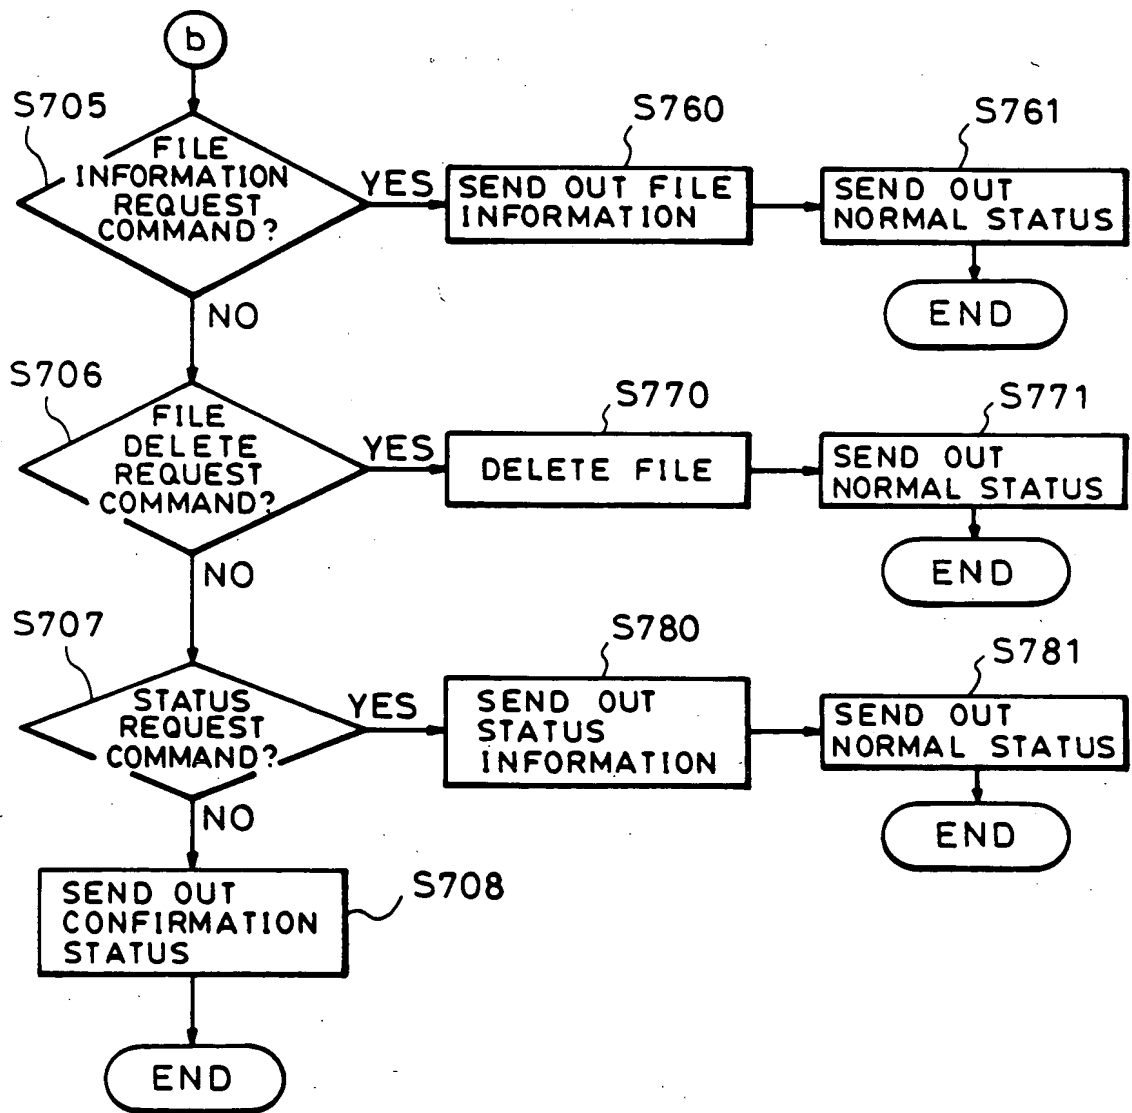 b
S705
FILE
INFORMATION
REQUEST
COMMAND?
YES
S760
SEND OUT FILE
INFORMATION
S761
SEND OUT
NORMAL STATUS
END
NO
S706
FILE
DELETE
REQUEST
COMMAND?
YES
S770
DELETE FILE
S771
SEND OUT
NORMAL STATUS
END
NO
S707
STATUS
REQUEST
COMMAND?
YES
S780
SEND OUT
STATUS
INFORMATION
S781
SEND OUT
NORMAL STATUS
END
NO
S708
SEND OUT
CONFIRMATION
STATUS
END